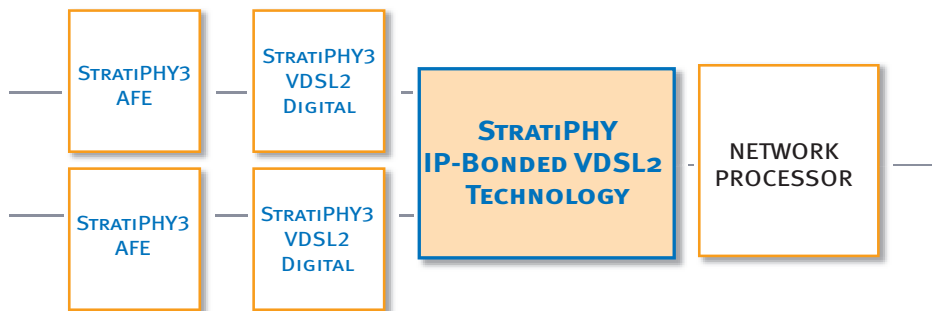 StratiPHY3
AFE
StratiPHY3
VDSL2
Digital
StratiPHY
IP-Bonded VDSL2
Technology
NETWORK
PROCESSOR
StratiPHY3
AFE
StratiPHY3
VDSL2
Digital